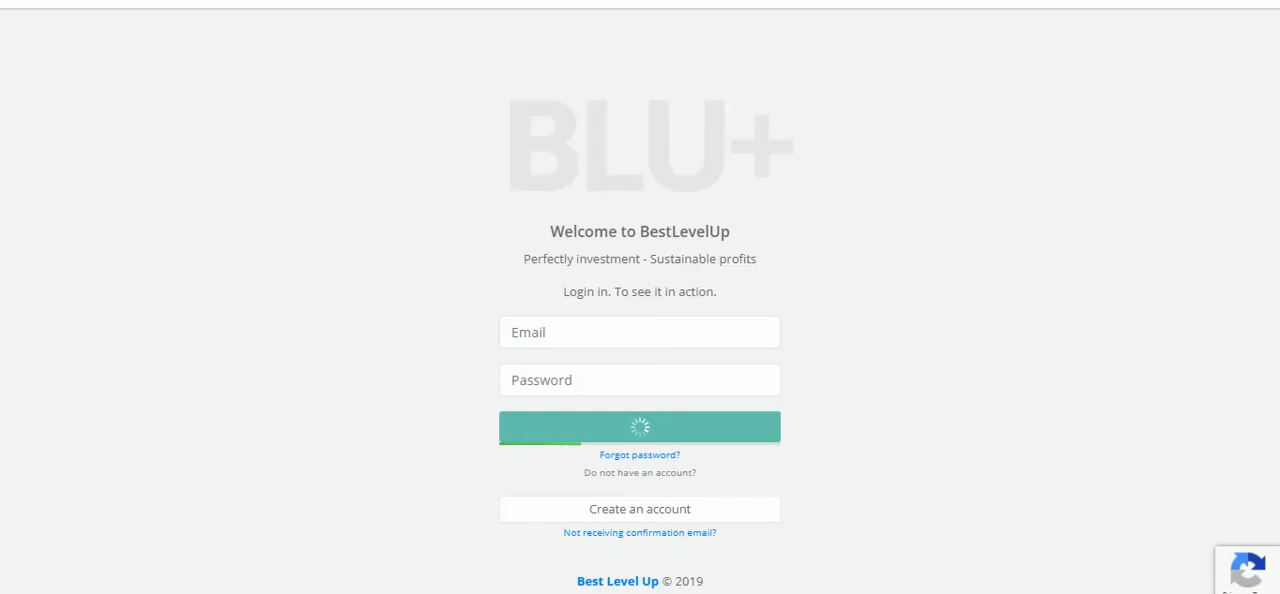 BLU+
Welcome to BestLevelUp
Perfectly investment - Sustainable profits
Login in. To see it in action.
Email
Password
Forgot password?
Do not have an account?
Create an account
Not receiving confirmation email?
Best Level Up © 2019